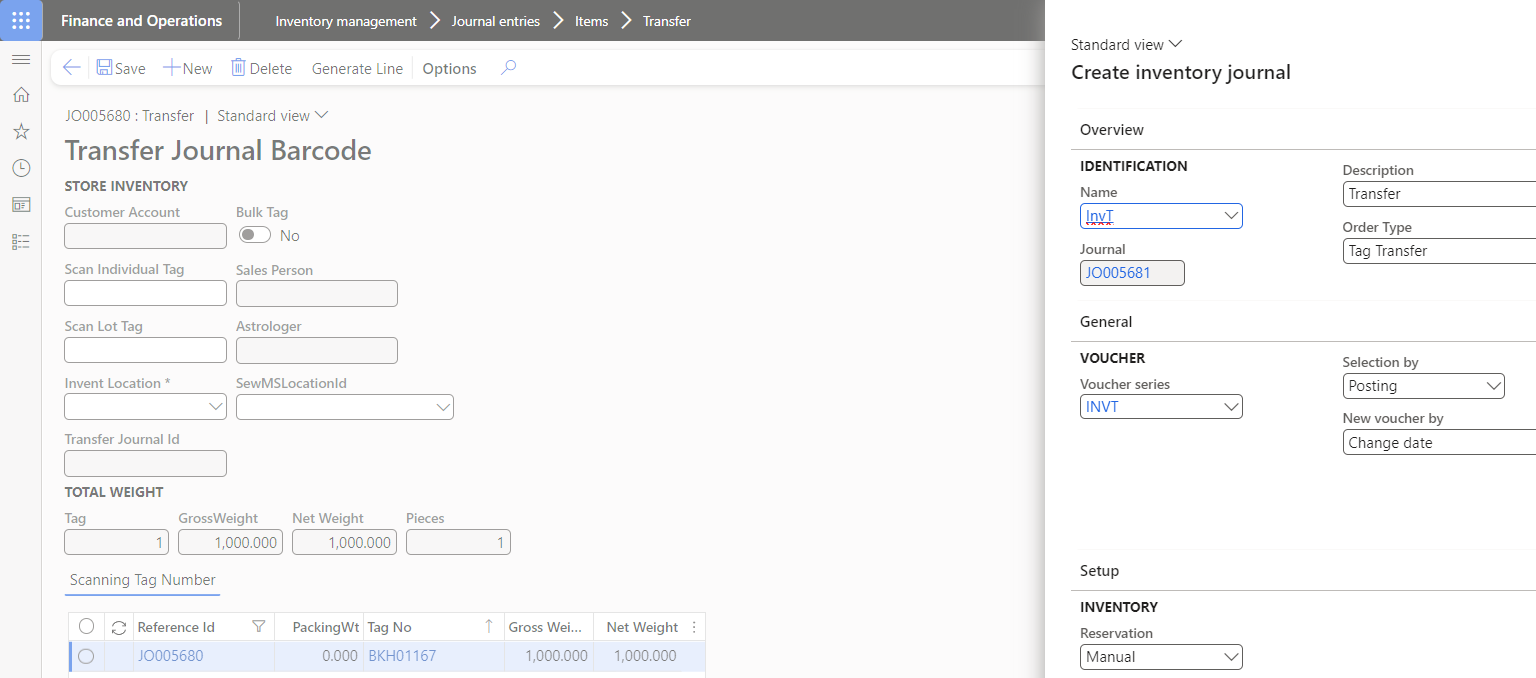 Finance and Operations
Inventory management > Journal entries > Items > Transfer
Save New Delete Generate Line Options
JO005680 : Transfer | Standard view
Transfer Journal Barcode
STORE INVENTORY
Customer Account Bulk Tag
No
Scan Individual Tag Sales Person
Scan Lot Tag Astrologer
Invent Location * SewMSLocationId
Transfer Journal Id
TOTAL WEIGHT
Tag GrossWeight Net Weight Pieces
1 1,000.000 1,000.000 1
Scanning Tag Number
Reference Id PackingWt Tag No Gross Wei... Net Weight
JO005680 0.000 BKH01167 1,000.000 1,000.000
Standard view
Create inventory journal
Overview
IDENTIFICATION
Name
InvT
Journal
JO005681
Description
Transfer
Order Type
Tag Transfer
General
VOUCHER
Voucher series
INVT
Selection by
Posting
New voucher by
Change date
Setup
INVENTORY
Reservation
Manual